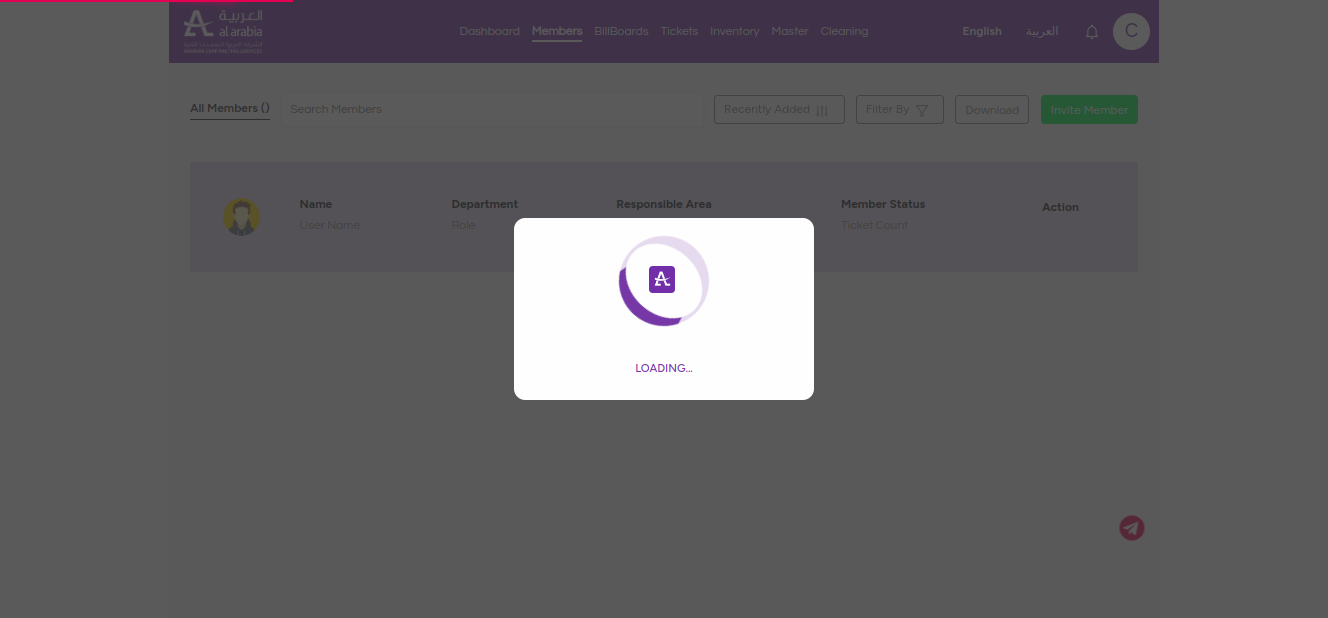 العربية
al arabia
Dashboard Members BillBoards Tickets Inventory Master Cleaning
English العربية C
All Members () Search Members Recently Added Filter By Download Invite Member
Name Department Responsible Area Member Status Action
User Name Role Ticket Count
LOADING...